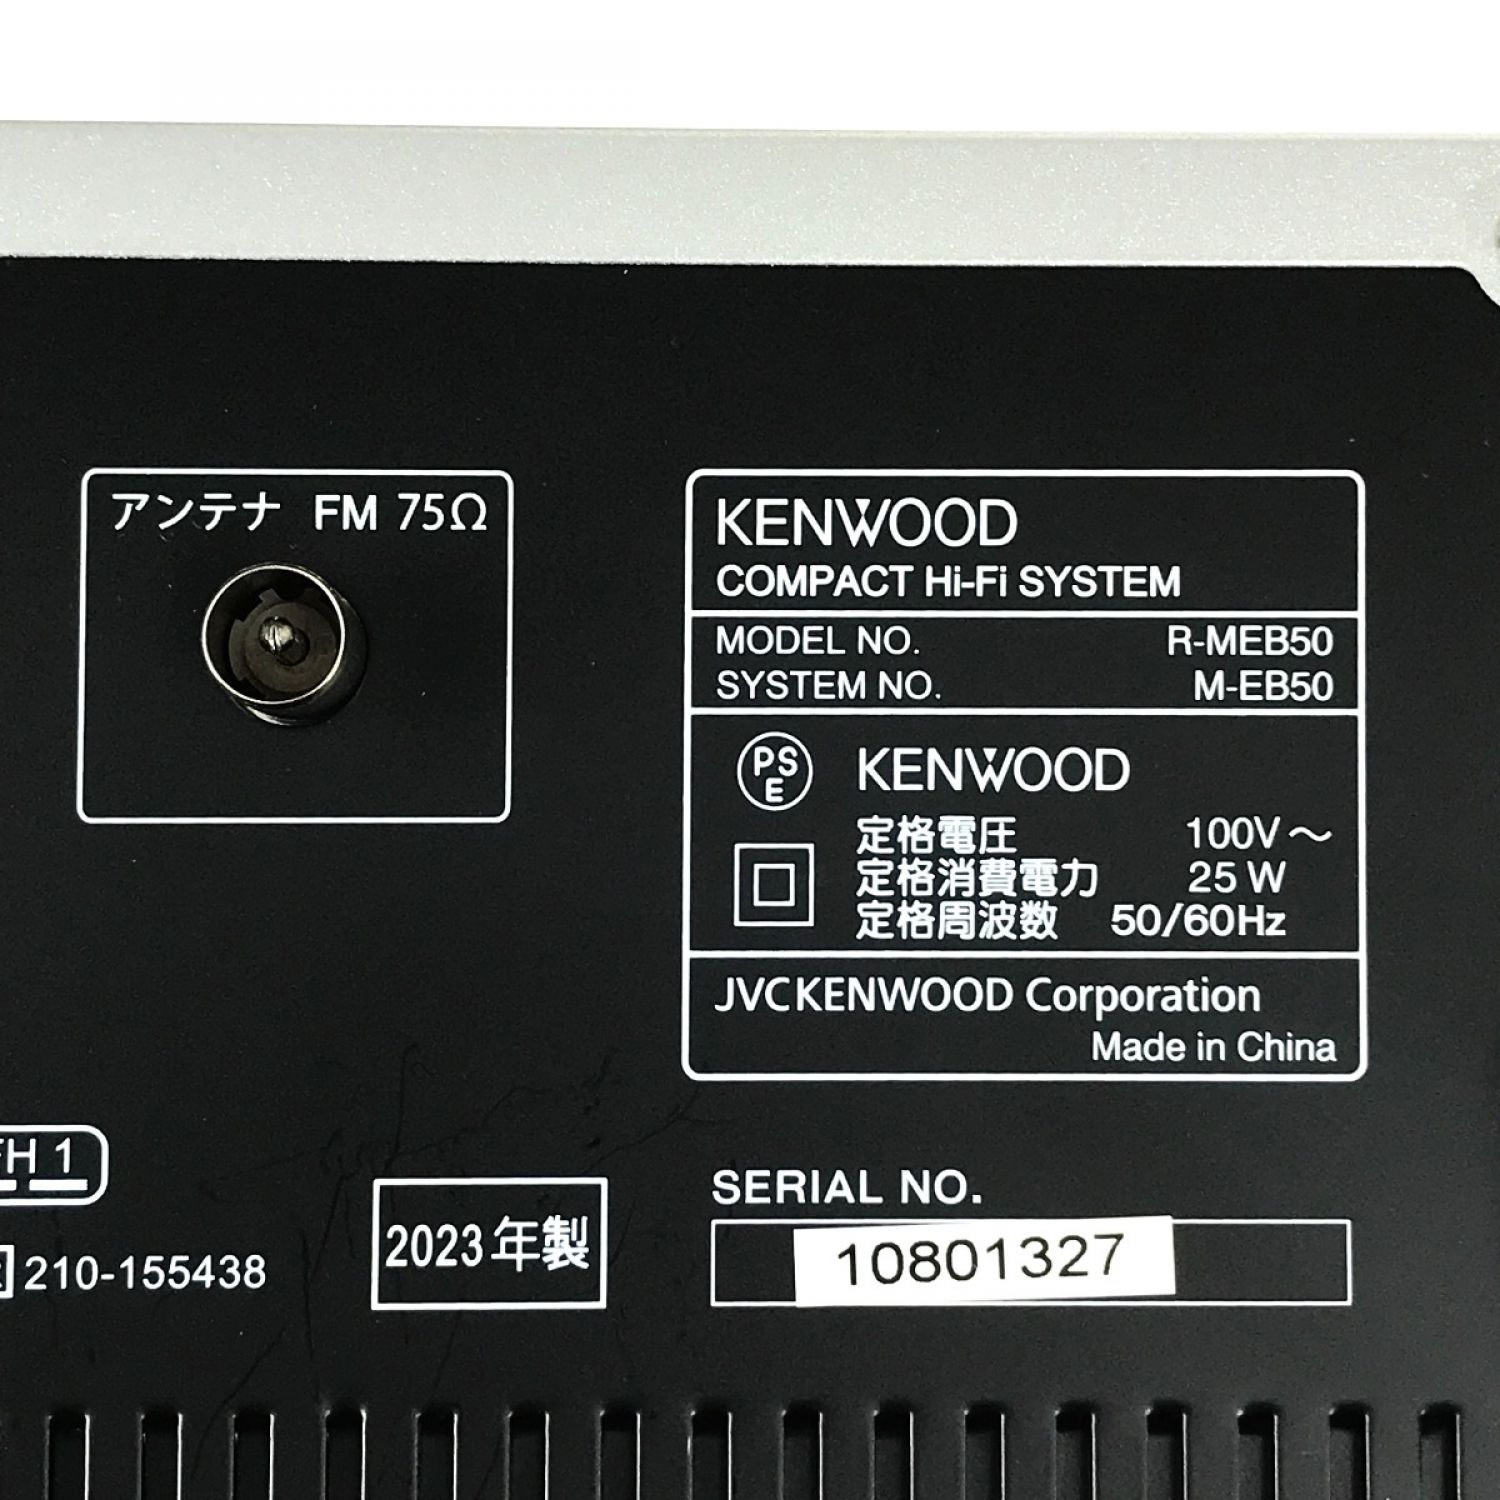 アンテナ FM 75Ω
KENWOOD
COMPACT Hi-Fi SYSTEM
MODEL NO. R-MEB50
SYSTEM NO. M-EB50
PS
E
KENWOOD
定格電圧 100V～
定格消費電力 25 W
定格周波数 50/60Hz
JVCKENWOOD Corporation
Made in China
H 1
210-155438
2023年製
SERIAL NO.
10801327